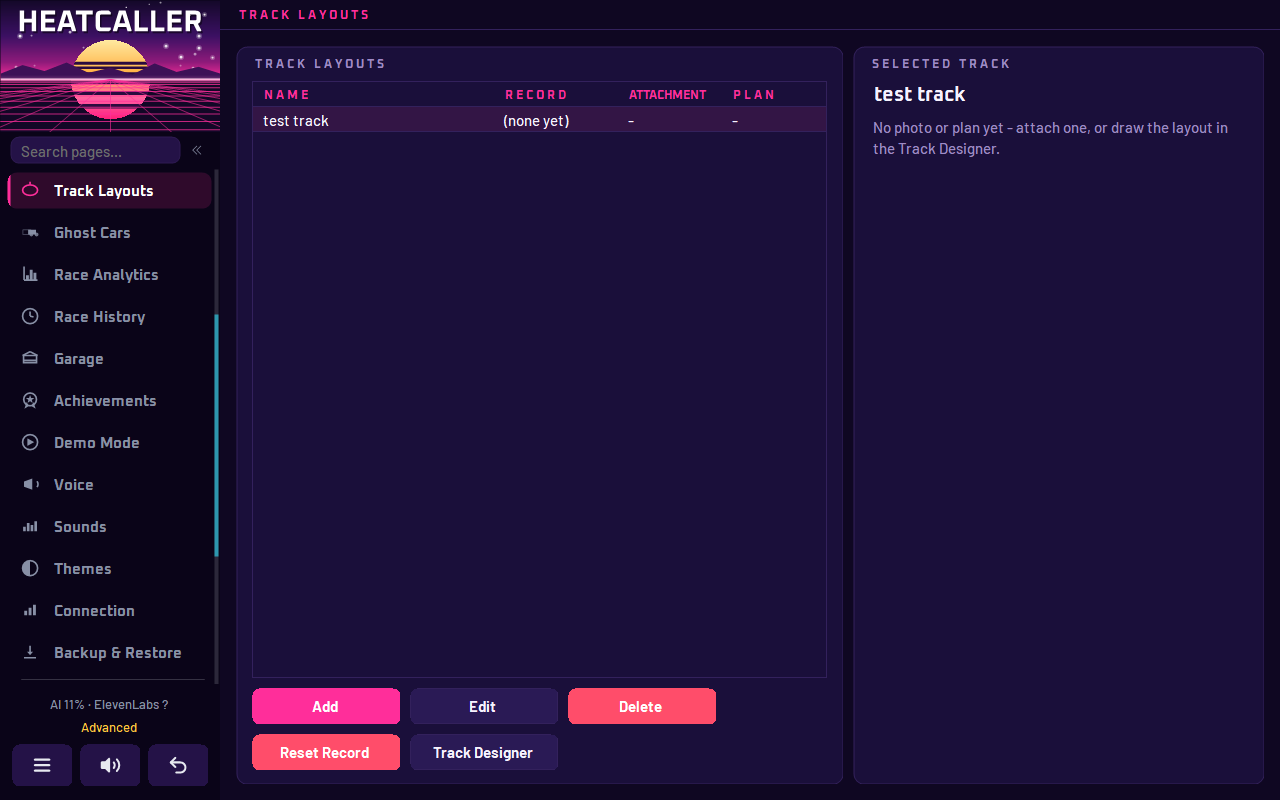 HEATCALLER
Search pages...
Track Layouts
Ghost Cars
Race Analytics
Race History
Garage
Achievements
Demo Mode
Voice
Sounds
Themes
Connection
Backup & Restore
AI 11% · ElevenLabs ?
Advanced
TRACK LAYOUTS
TRACK LAYOUTS
NAME RECORD ATTACHMENT PLAN
test track (none yet) - -
Add Edit Delete
Reset Record Track Designer
SELECTED TRACK
test track
No photo or plan yet - attach one, or draw the layout in
the Track Designer.